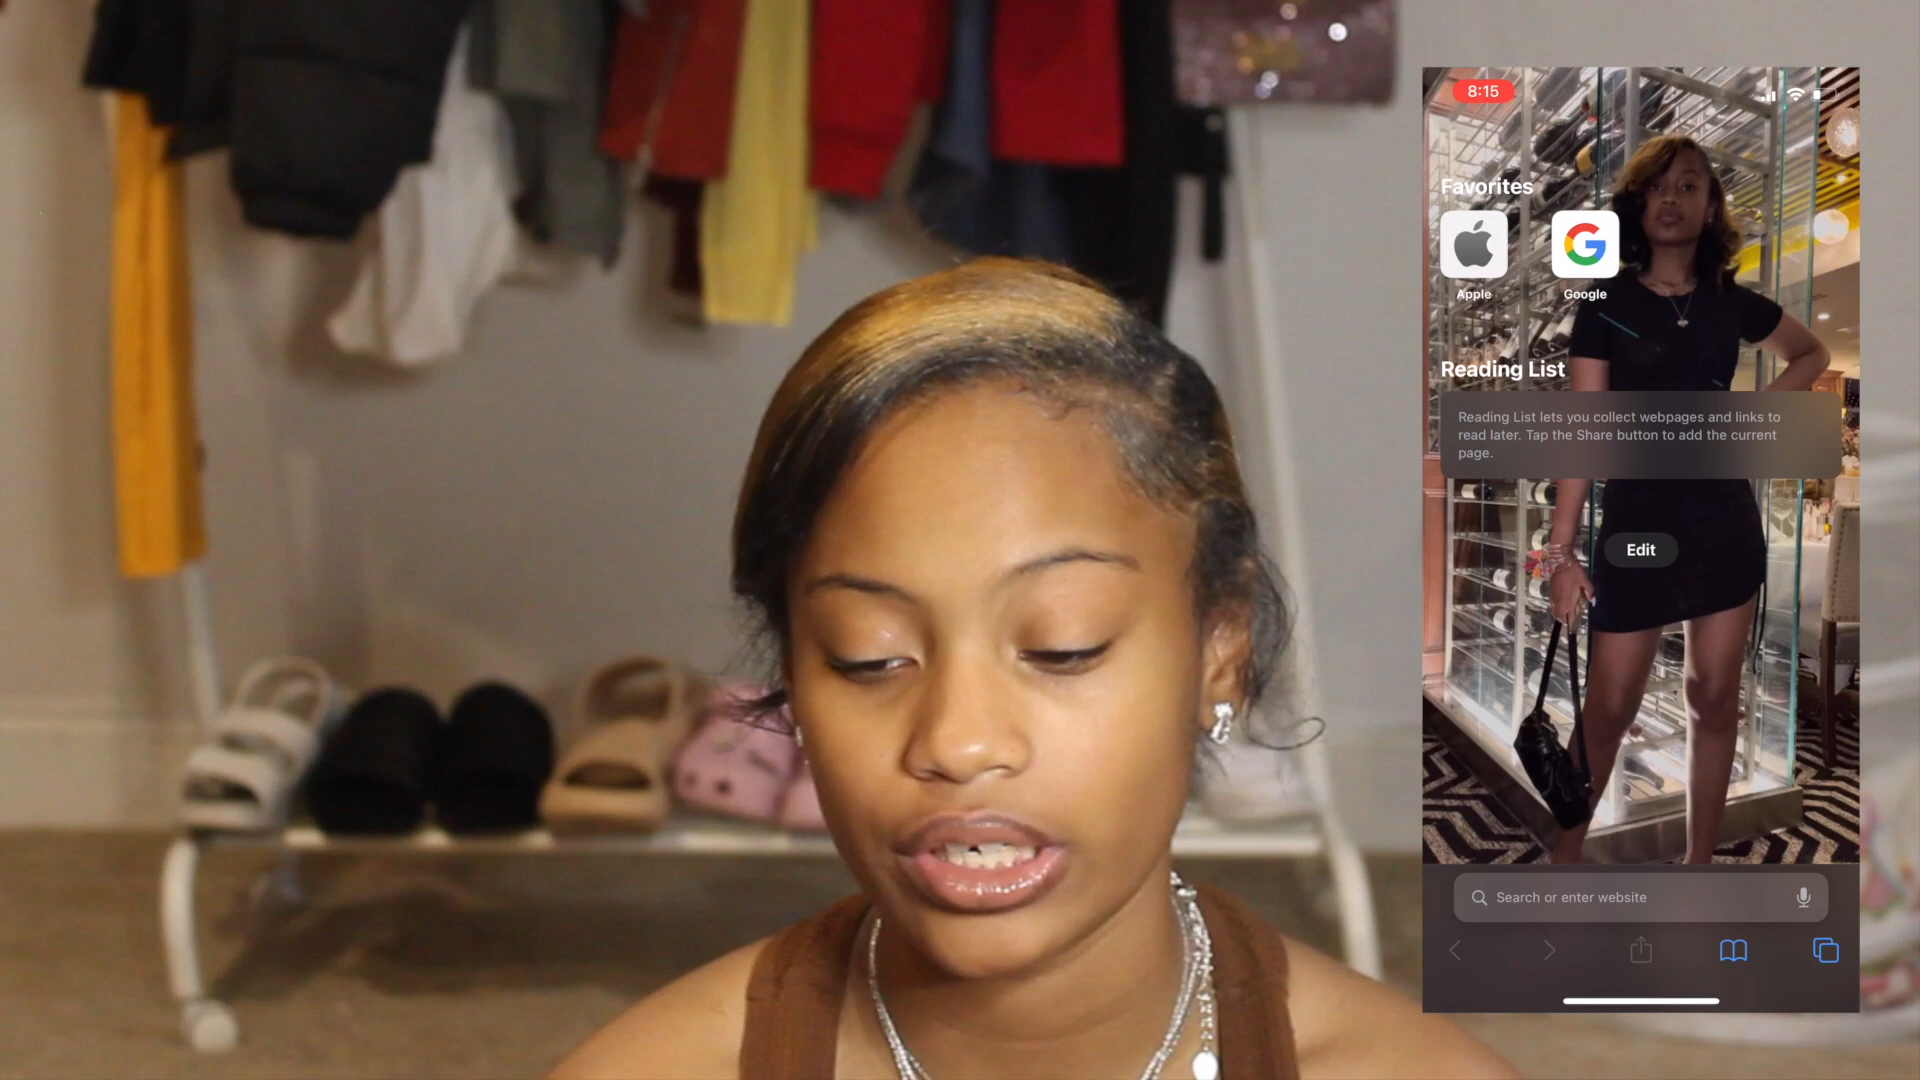 8:15
Favorites
Apple
Google
Reading List
Reading List lets you collect webpages and links to
read later. Tap the Share button to add the current
page.
Edit
Search or enter website